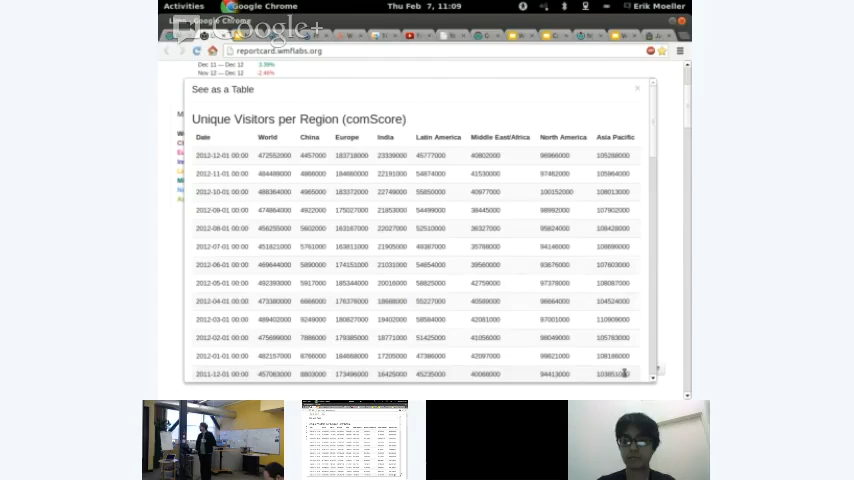 Activities Google Chrome Thu Feb 7, 11:09 Erik Moeller
Google+
reportcard.wmflabs.org
Dec 11 — Dec 12 3.39%
Nov 12 — Dec 12 -2.46%
See as a Table ×
Unique Visitors per Region (comScore)
Date World China Europe India Latin America Middle East/Africa North America Asia Pacific
2012-12-01 00:00 472552000 4457000 183718000 23339000 45777000 40802000 96966000 105288000
2012-11-01 00:00 484489000 4866000 184680000 22191000 54874000 41530000 97462000 105964000
2012-10-01 00:00 488364000 4965000 183372000 22749000 55850000 40977000 100152000 108013000
2012-09-01 00:00 474864000 4922000 175027000 21853000 54499000 38445000 98992000 107902000
2012-08-01 00:00 456255000 5602000 163167000 22027000 52510000 36327000 95824000 108428000
2012-07-01 00:00 451621000 5761000 163811000 21905000 49387000 35788000 94146000 108690000
2012-06-01 00:00 469644000 5890000 174151000 21031000 54654000 39560000 93676000 107603000
2012-05-01 00:00 492393000 5917000 185344000 20016000 58825000 42759000 97378000 108087000
2012-04-01 00:00 473380000 6666000 176376000 18688000 55227000 40589000 98664000 104524000
2012-03-01 00:00 489402000 9249000 180827000 19402000 58584000 42081000 97001000 110909000
2012-02-01 00:00 475699000 7886000 179385000 18771000 51425000 41056000 98049000 105783000
2012-01-01 00:00 482157000 8766000 184668000 17205000 47386000 42097000 99821000 108186000
2011-12-01 00:00 457063000 8803000 173496000 16425000 45235000 40068000 94413000